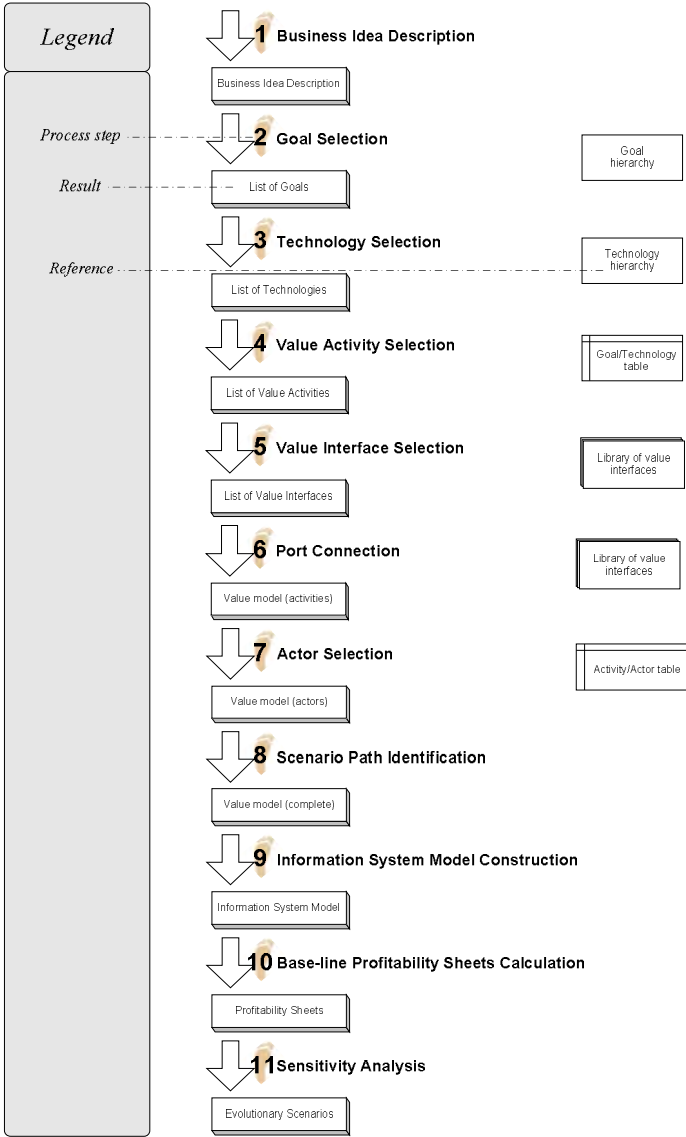 Legend
1 Business Idea Description
Business Idea Description
Process step
2 Goal Selection
Goal
hierarchy
Result
List of Goals
3 Technology Selection
Technology
hierarchy
Reference
List of Technologies
4 Value Activity Selection
Goal/Technology
table
List of Value Activities
5 Value Interface Selection
Library of value
interfaces
List of Value Interfaces
6 Port Connection
Library of value
interfaces
Value model (activities)
7 Actor Selection
Activity/Actor table
Value model (actors)
8 Scenario Path Identification
Value model (complete)
9 Information System Model Construction
Information System Model
10 Base-line Profitability Sheets Calculation
Profitability Sheets
11 Sensitivity Analysis
Evolutionary Scenarios